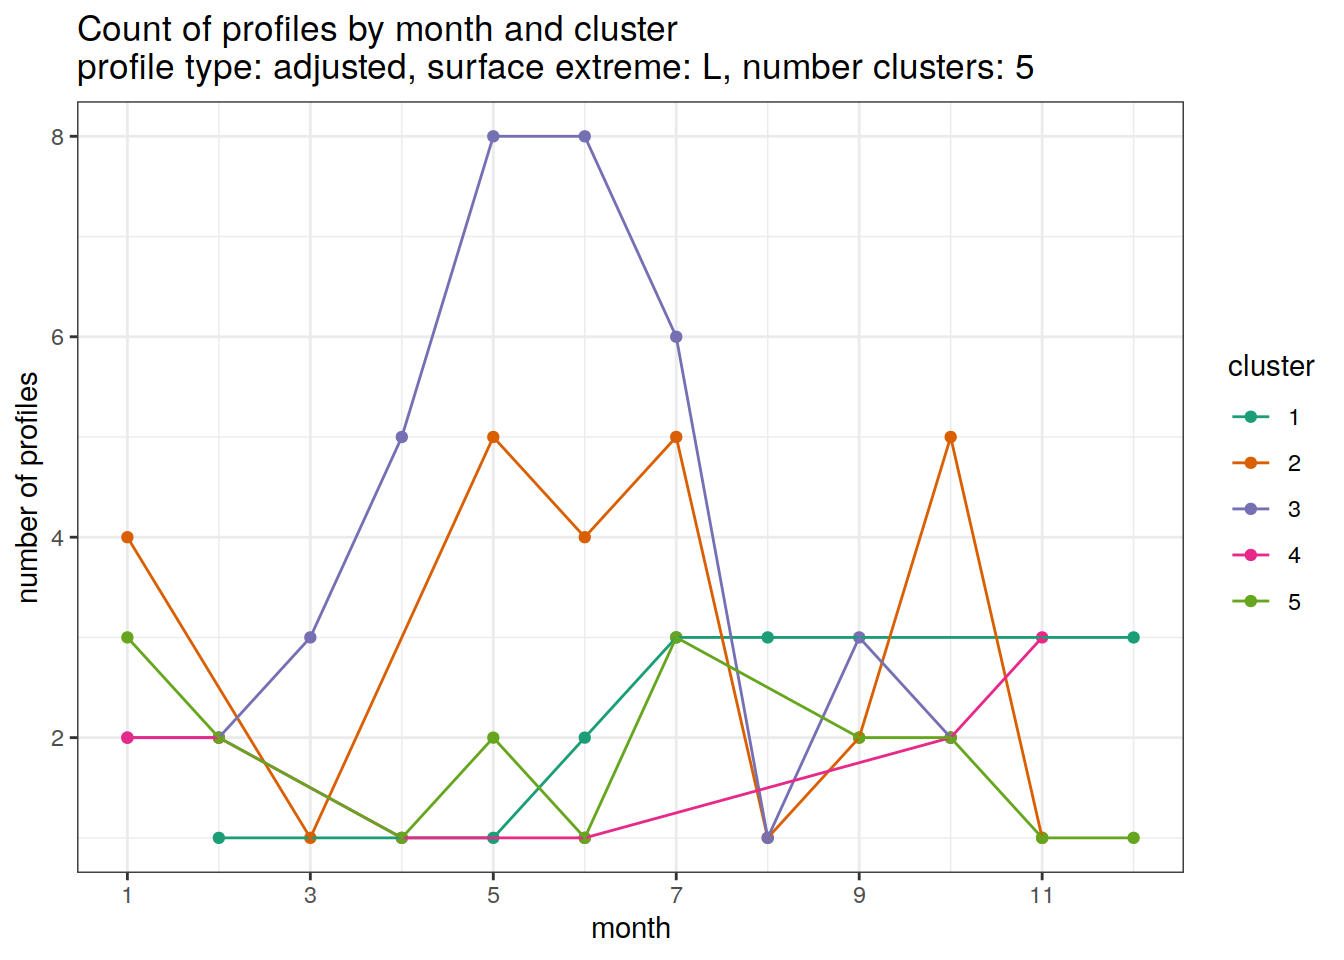 Count of profiles by month and cluster
profile type: adjusted, surface extreme: L, number clusters: 5
8
6
4
2
number of profiles
1 3 5 7 9 11
month
cluster
1
2
3
4
5